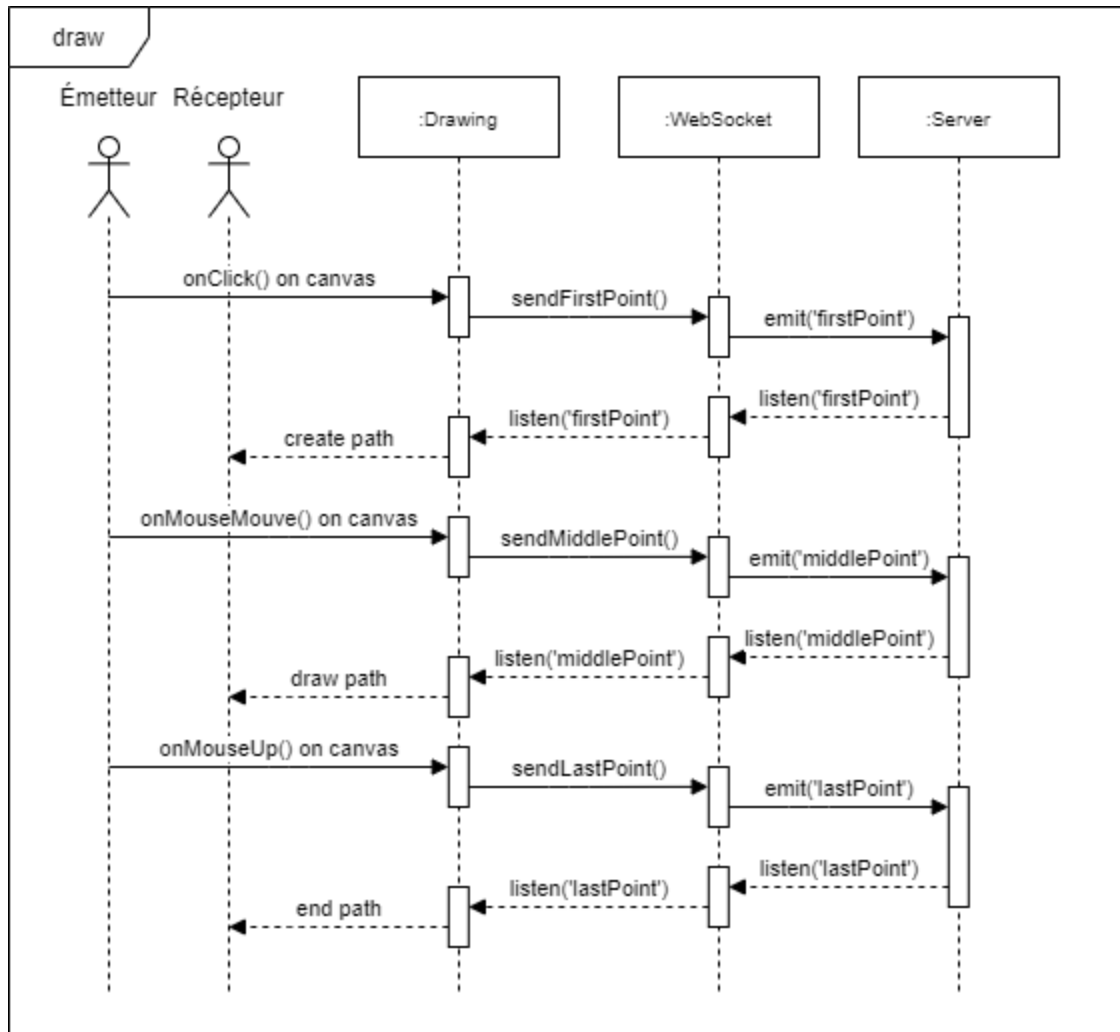 draw
Émetteur
Récepteur
:Drawing
:WebSocket
:Server
onClick() on canvas
sendFirstPoint()
emit('firstPoint')
listen('firstPoint')
listen('firstPoint')
create path
onMouseMouve() on canvas
sendMiddlePoint()
emit('middlePoint')
listen('middlePoint')
listen('middlePoint')
draw path
onMouseUp() on canvas
sendLastPoint()
emit('lastPoint')
listen('lastPoint')
listen('lastPoint')
end path